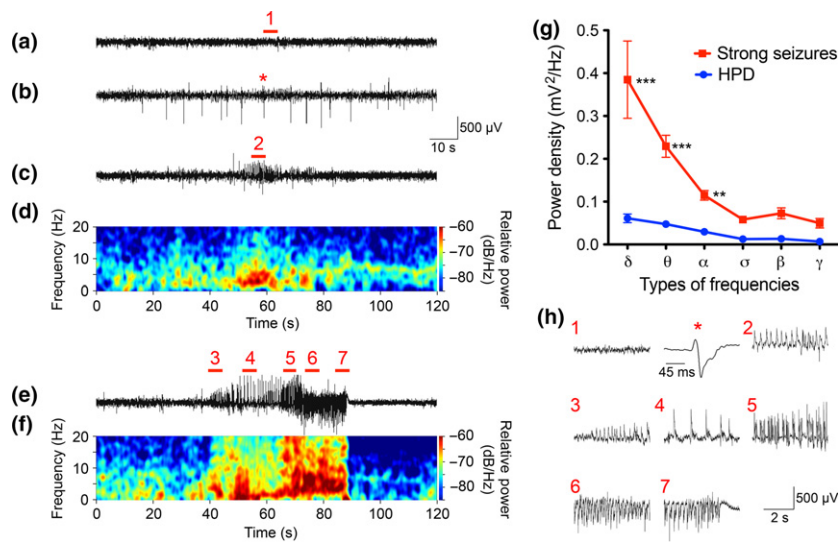 (a)
1
(b)
*
500 µV
10 s
(c)
2
(d)
Frequency (Hz)
20
10
0
0 20 40 60 80 100 120
Time (s)
−60
−70
−80
Relative power
(dB/Hz)
(e)
3 4 5 6 7
(f)
Frequency (Hz)
20
10
0
0 20 40 60 80 100 120
Time (s)
−60
−70
−80
Relative power
(dB/Hz)
(g)
Power density (mV²/Hz)
0.5
0.4
0.3
0.2
0.1
0.0
Strong seizures
HPD
***
***
**
δ θ α σ β γ
Types of frequencies
(h)
1 * 2
45 ms
3 4 5
6 7
500 µV
2 s